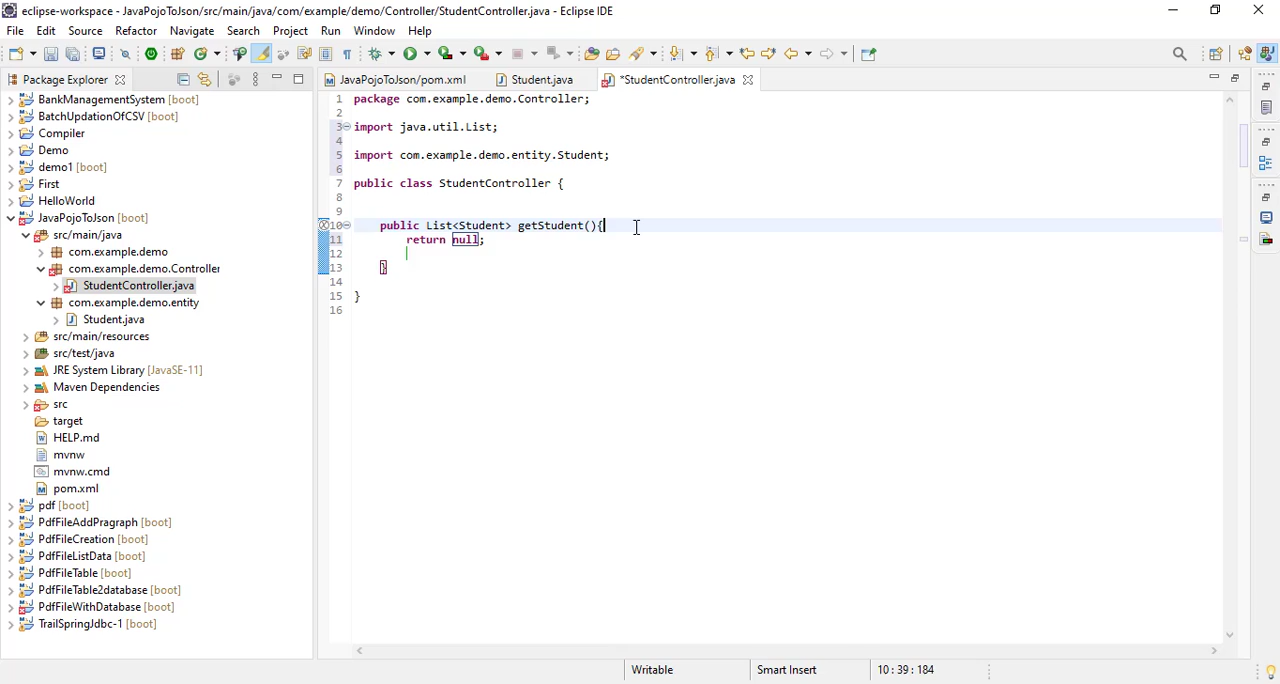 eclipse-workspace - JavaPojoToJson/src/main/java/com/example/demo/Controller/StudentController.java - Eclipse IDE
File Edit Source Refactor Navigate Search Project Run Window Help
Package Explorer
JavaPojoToJson/pom.xml
Student.java
*StudentController.java
BankManagementSystem [boot]
BatchUpdationOfCSV [boot]
Compiler
Demo
demo1 [boot]
First
HelloWorld
JavaPojoToJson [boot]
src/main/java
com.example.demo
com.example.demo.Controller
StudentController.java
com.example.demo.entity
Student.java
src/main/resources
src/test/java
JRE System Library [JavaSE-11]
Maven Dependencies
src
target
HELP.md
mvnw
mvnw.cmd
pom.xml
pdf [boot]
PdfFileAddPragraph [boot]
PdfFileCreation [boot]
PdfFileListData [boot]
PdfFileTable [boot]
PdfFileTable2database [boot]
PdfFileWithDatabase [boot]
TrailSpringJdbc-1 [boot]
1 package com.example.demo.Controller;
2
3 import java.util.List;
4
5 import com.example.demo.entity.Student;
6
7 public class StudentController {
8
9
10 public List<Student> getStudent(){
11 return null;
12
13 }
14
15 }
16
Writable
Smart Insert
10 : 39 : 184